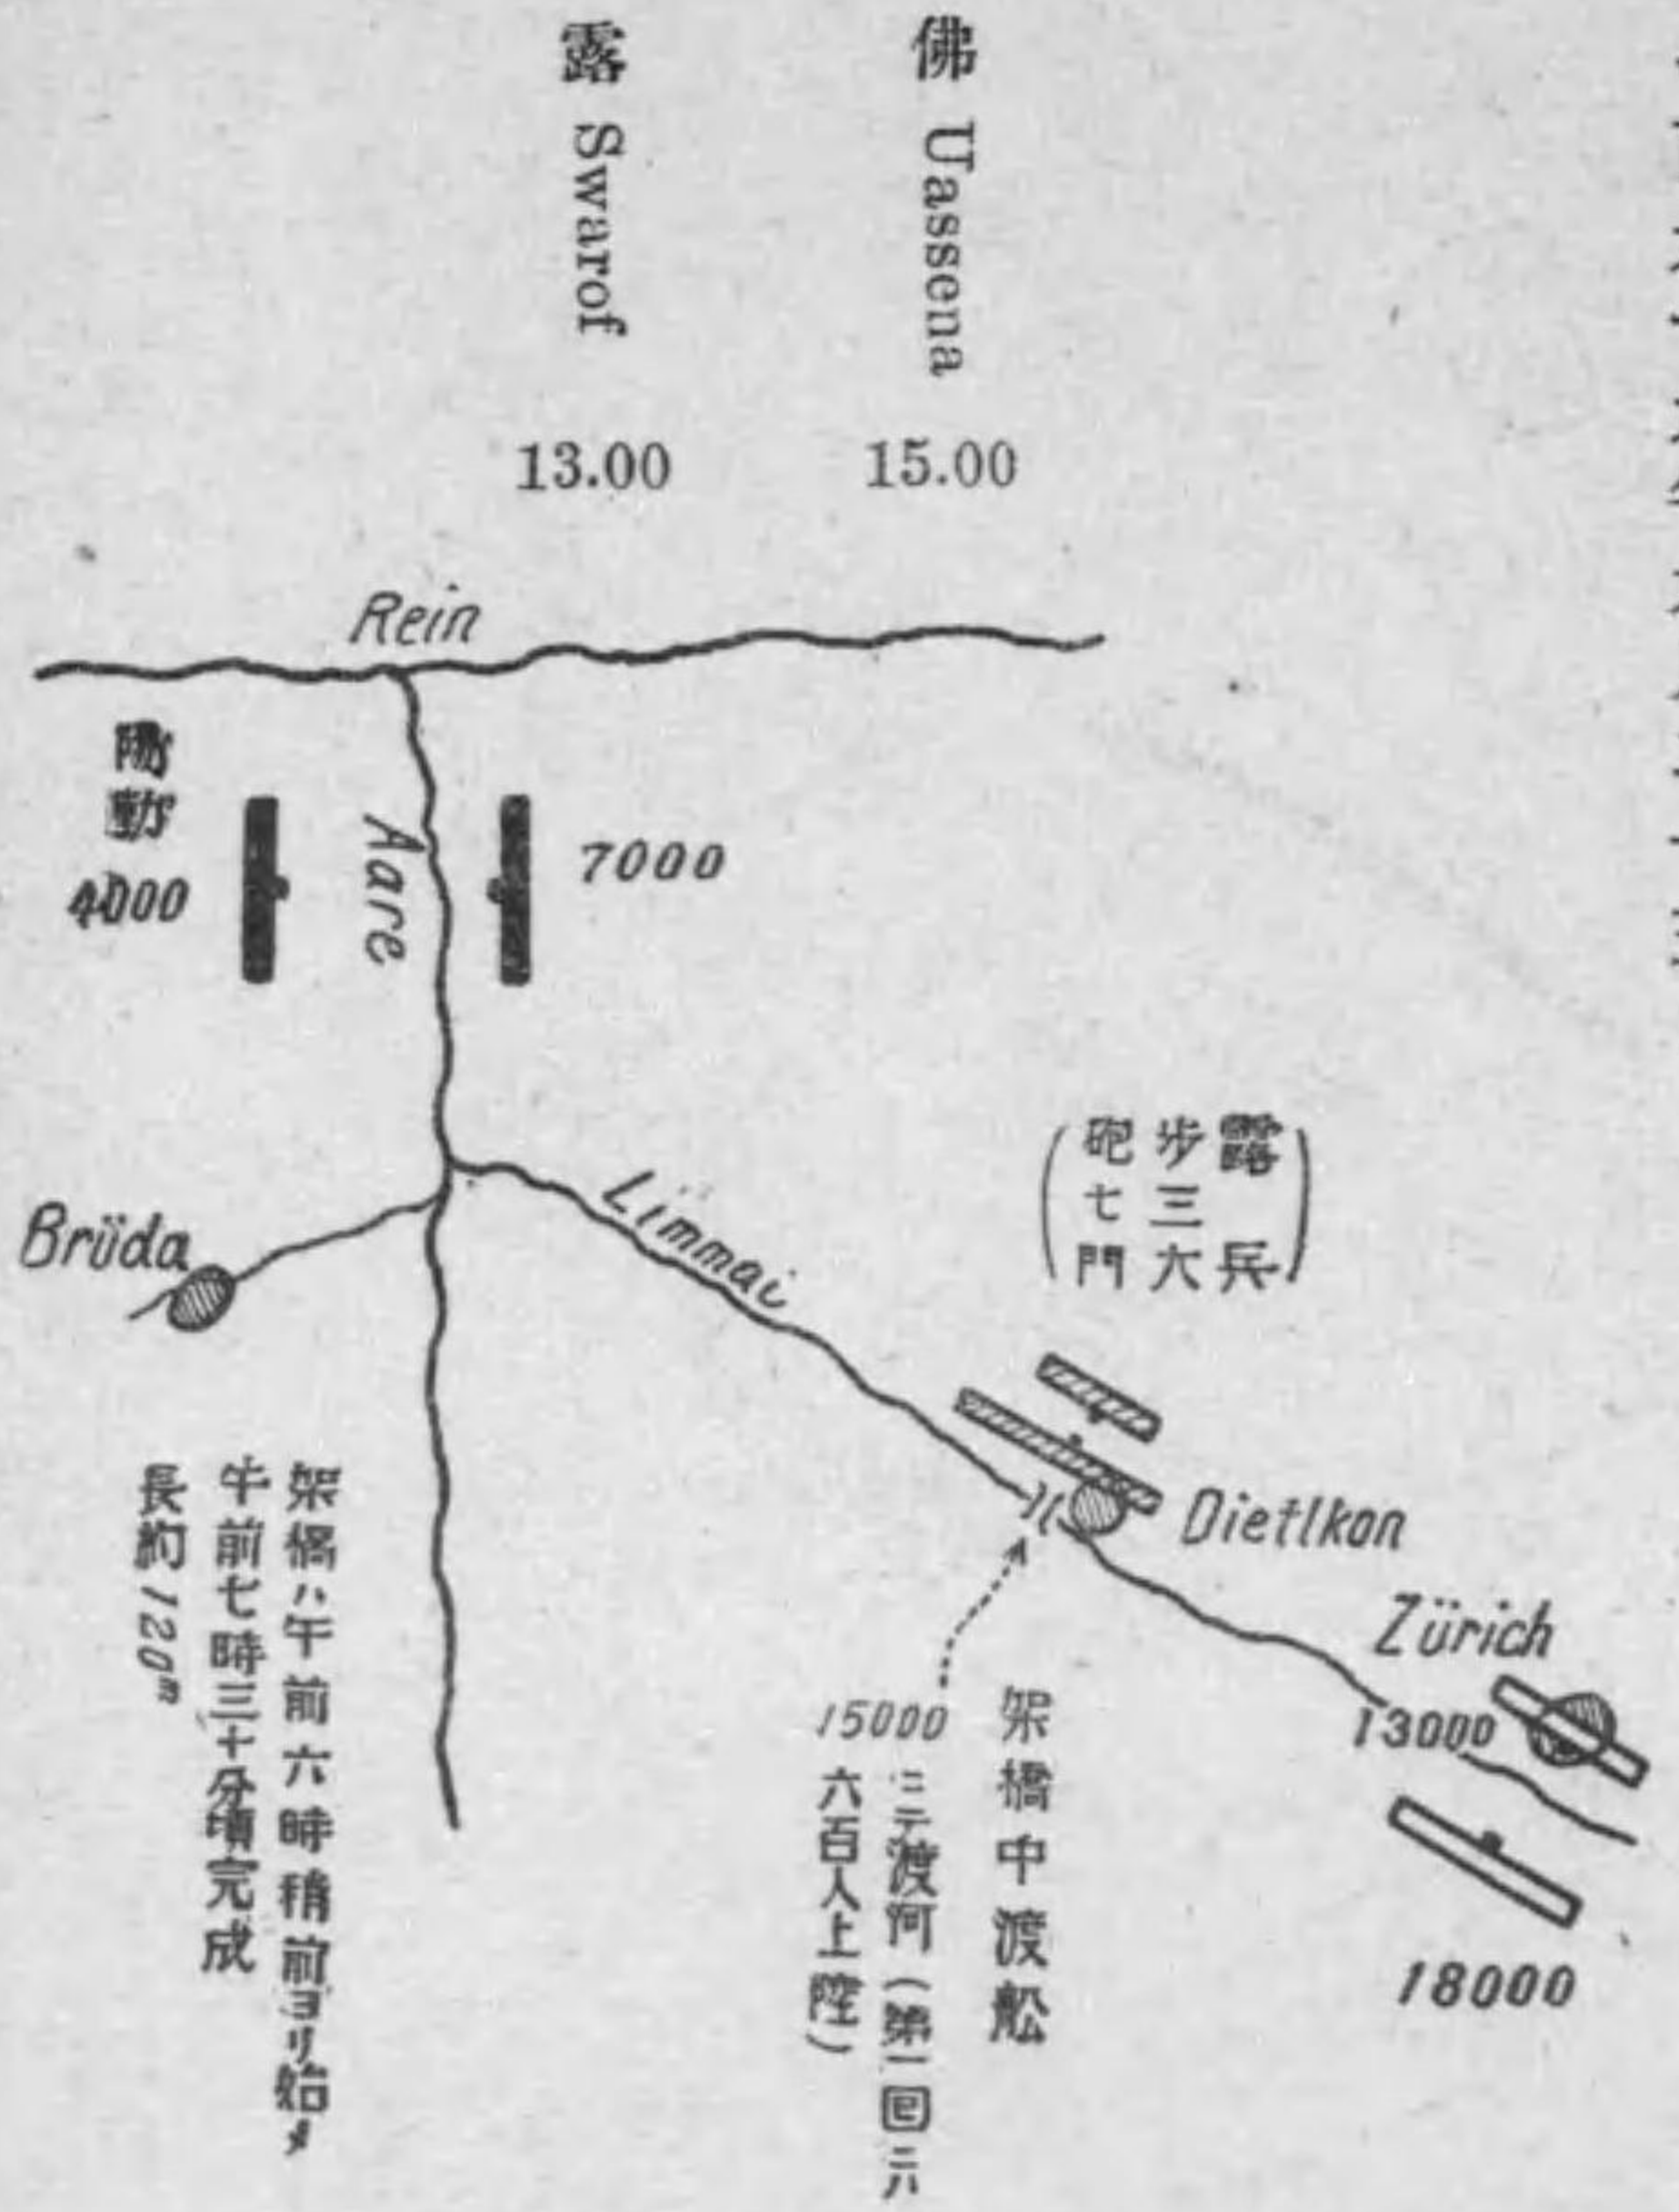 佛 Uassena 15.00
露 Swarof 13.00
Rein
陽動
4000
Aare
7000
Brüda
Limmai
露兵
歩三大
砲七門
Dietlkon
Zürich
13000
18000
架橋中渡舩
ニテ渡河(第一回ニハ
六百人上陸)
15000
架橋ハ午前六時稍前ヨリ始メ
午前七時三十分頃完成
長約120m